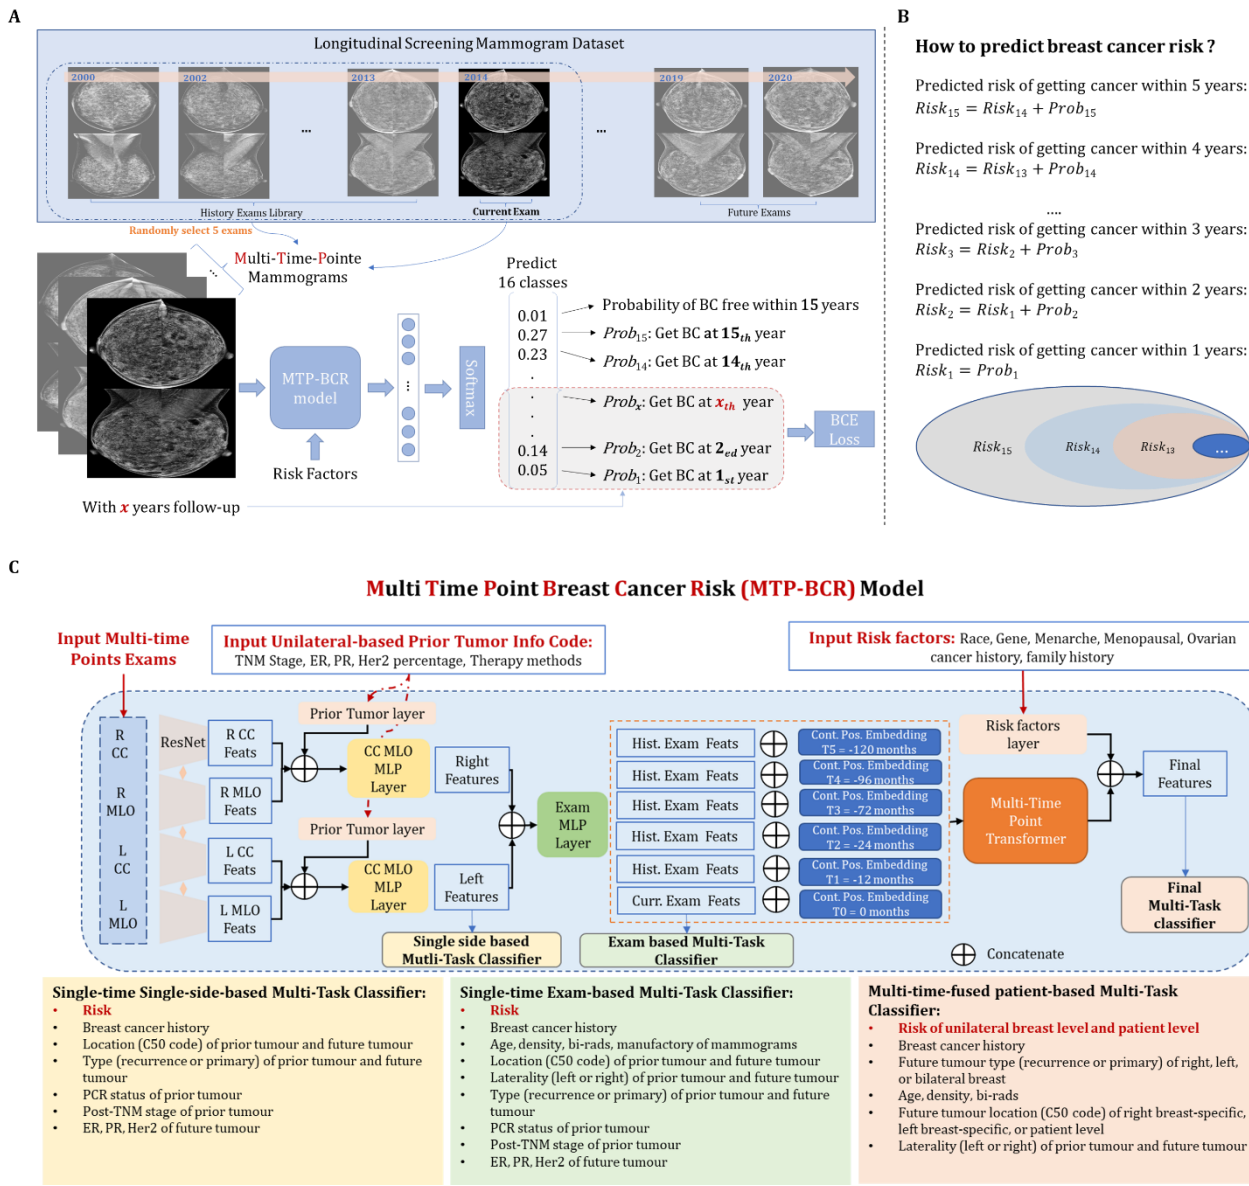 A
Longitudinal Screening Mammogram Dataset
2000
2002
2013
2014
2019
2020
...
...
History Exams Library
Current Exam
Future Exams
Randomly select 5 exams
...
Multi-Time-Pointe
Mammograms
MTP-BCR
model
Risk Factors
...
Softmax
Predict
16 classes
0.01
0.27
0.23
.
.
.
.
0.14
0.05
Probability of BC free within 15 years
Prob15: Get BC at 15th year
Prob14: Get BC at 14th year
Probx: Get BC at xth year
Prob2: Get BC at 2ed year
Prob1: Get BC at 1st year
BCE
Loss
With x years follow-up
B
How to predict breast cancer risk ?
Predicted risk of getting cancer within 5 years:
Risk15 = Risk14 + Prob15
Predicted risk of getting cancer within 4 years:
Risk14 = Risk13 + Prob14
....
Predicted risk of getting cancer within 3 years:
Risk3 = Risk2 + Prob3
Predicted risk of getting cancer within 2 years:
Risk2 = Risk1 + Prob2
Predicted risk of getting cancer within 1 years:
Risk1 = Prob1
Risk15
Risk14
Risk13
...
C
Multi Time Point Breast Cancer Risk (MTP-BCR) Model
Input Multi-time
Points Exams
Input Unilateral-based Prior Tumor Info Code:
TNM Stage, ER, PR, Her2 percentage, Therapy methods
Input Risk factors: Race, Gene, Menarche, Menopausal, Ovarian
cancer history, family history
R
CC
R
MLO
L
CC
L
MLO
ResNet
R CC
Feats
R MLO
Feats
L CC
Feats
L MLO
Feats
Prior Tumor layer
CC MLO
MLP
Layer
Prior Tumor layer
CC MLO
MLP
Layer
Right
Features
Left
Features
Exam
MLP
Layer
Hist. Exam Feats
Cont. Pos. Embedding
T5 = -120 months
Hist. Exam Feats
Cont. Pos. Embedding
T4 = -96 months
Hist. Exam Feats
Cont. Pos. Embedding
T3 = -72 months
Hist. Exam Feats
Cont. Pos. Embedding
T2 = -24 months
Hist. Exam Feats
Cont. Pos. Embedding
T1 = -12 months
Curr. Exam Feats
Cont. Pos. Embedding
T0 = 0 months
Risk factors
layer
Multi-Time
Point
Transformer
Final
Features
Final
Multi-Task
classifier
Single side based
Mutli-Task Classifier
Exam based Multi-Task
Classifier
Concatenate
Single-time Single-side-based Multi-Task Classifier:
• Risk
• Breast cancer history
• Location (C50 code) of prior tumour and future tumour
• Type (recurrence or primary) of prior tumour and future
tumour
• PCR status of prior tumour
• Post-TNM stage of prior tumour
• ER, PR, Her2 of future tumour
Single-time Exam-based Multi-Task Classifier:
• Risk
• Breast cancer history
• Age, density, bi-rads, manufactory of mammograms
• Location (C50 code) of prior tumour and future tumour
• Laterality (left or right) of prior tumour and future tumour
• Type (recurrence or primary) of prior tumour and future
tumour
• PCR status of prior tumour
• Post-TNM stage of prior tumour
• ER, PR, Her2 of future tumour
Multi-time-fused patient-based Multi-Task
Classifier:
• Risk of unilateral breast level and patient level
• Breast cancer history
• Future tumour type (recurrence or primary) of right, left,
or bilateral breast
• Age, density, bi-rads
• Future tumour location (C50 code) of right breast-specific,
left breast-specific, or patient level
• Laterality (left or right) of prior tumour and future tumour